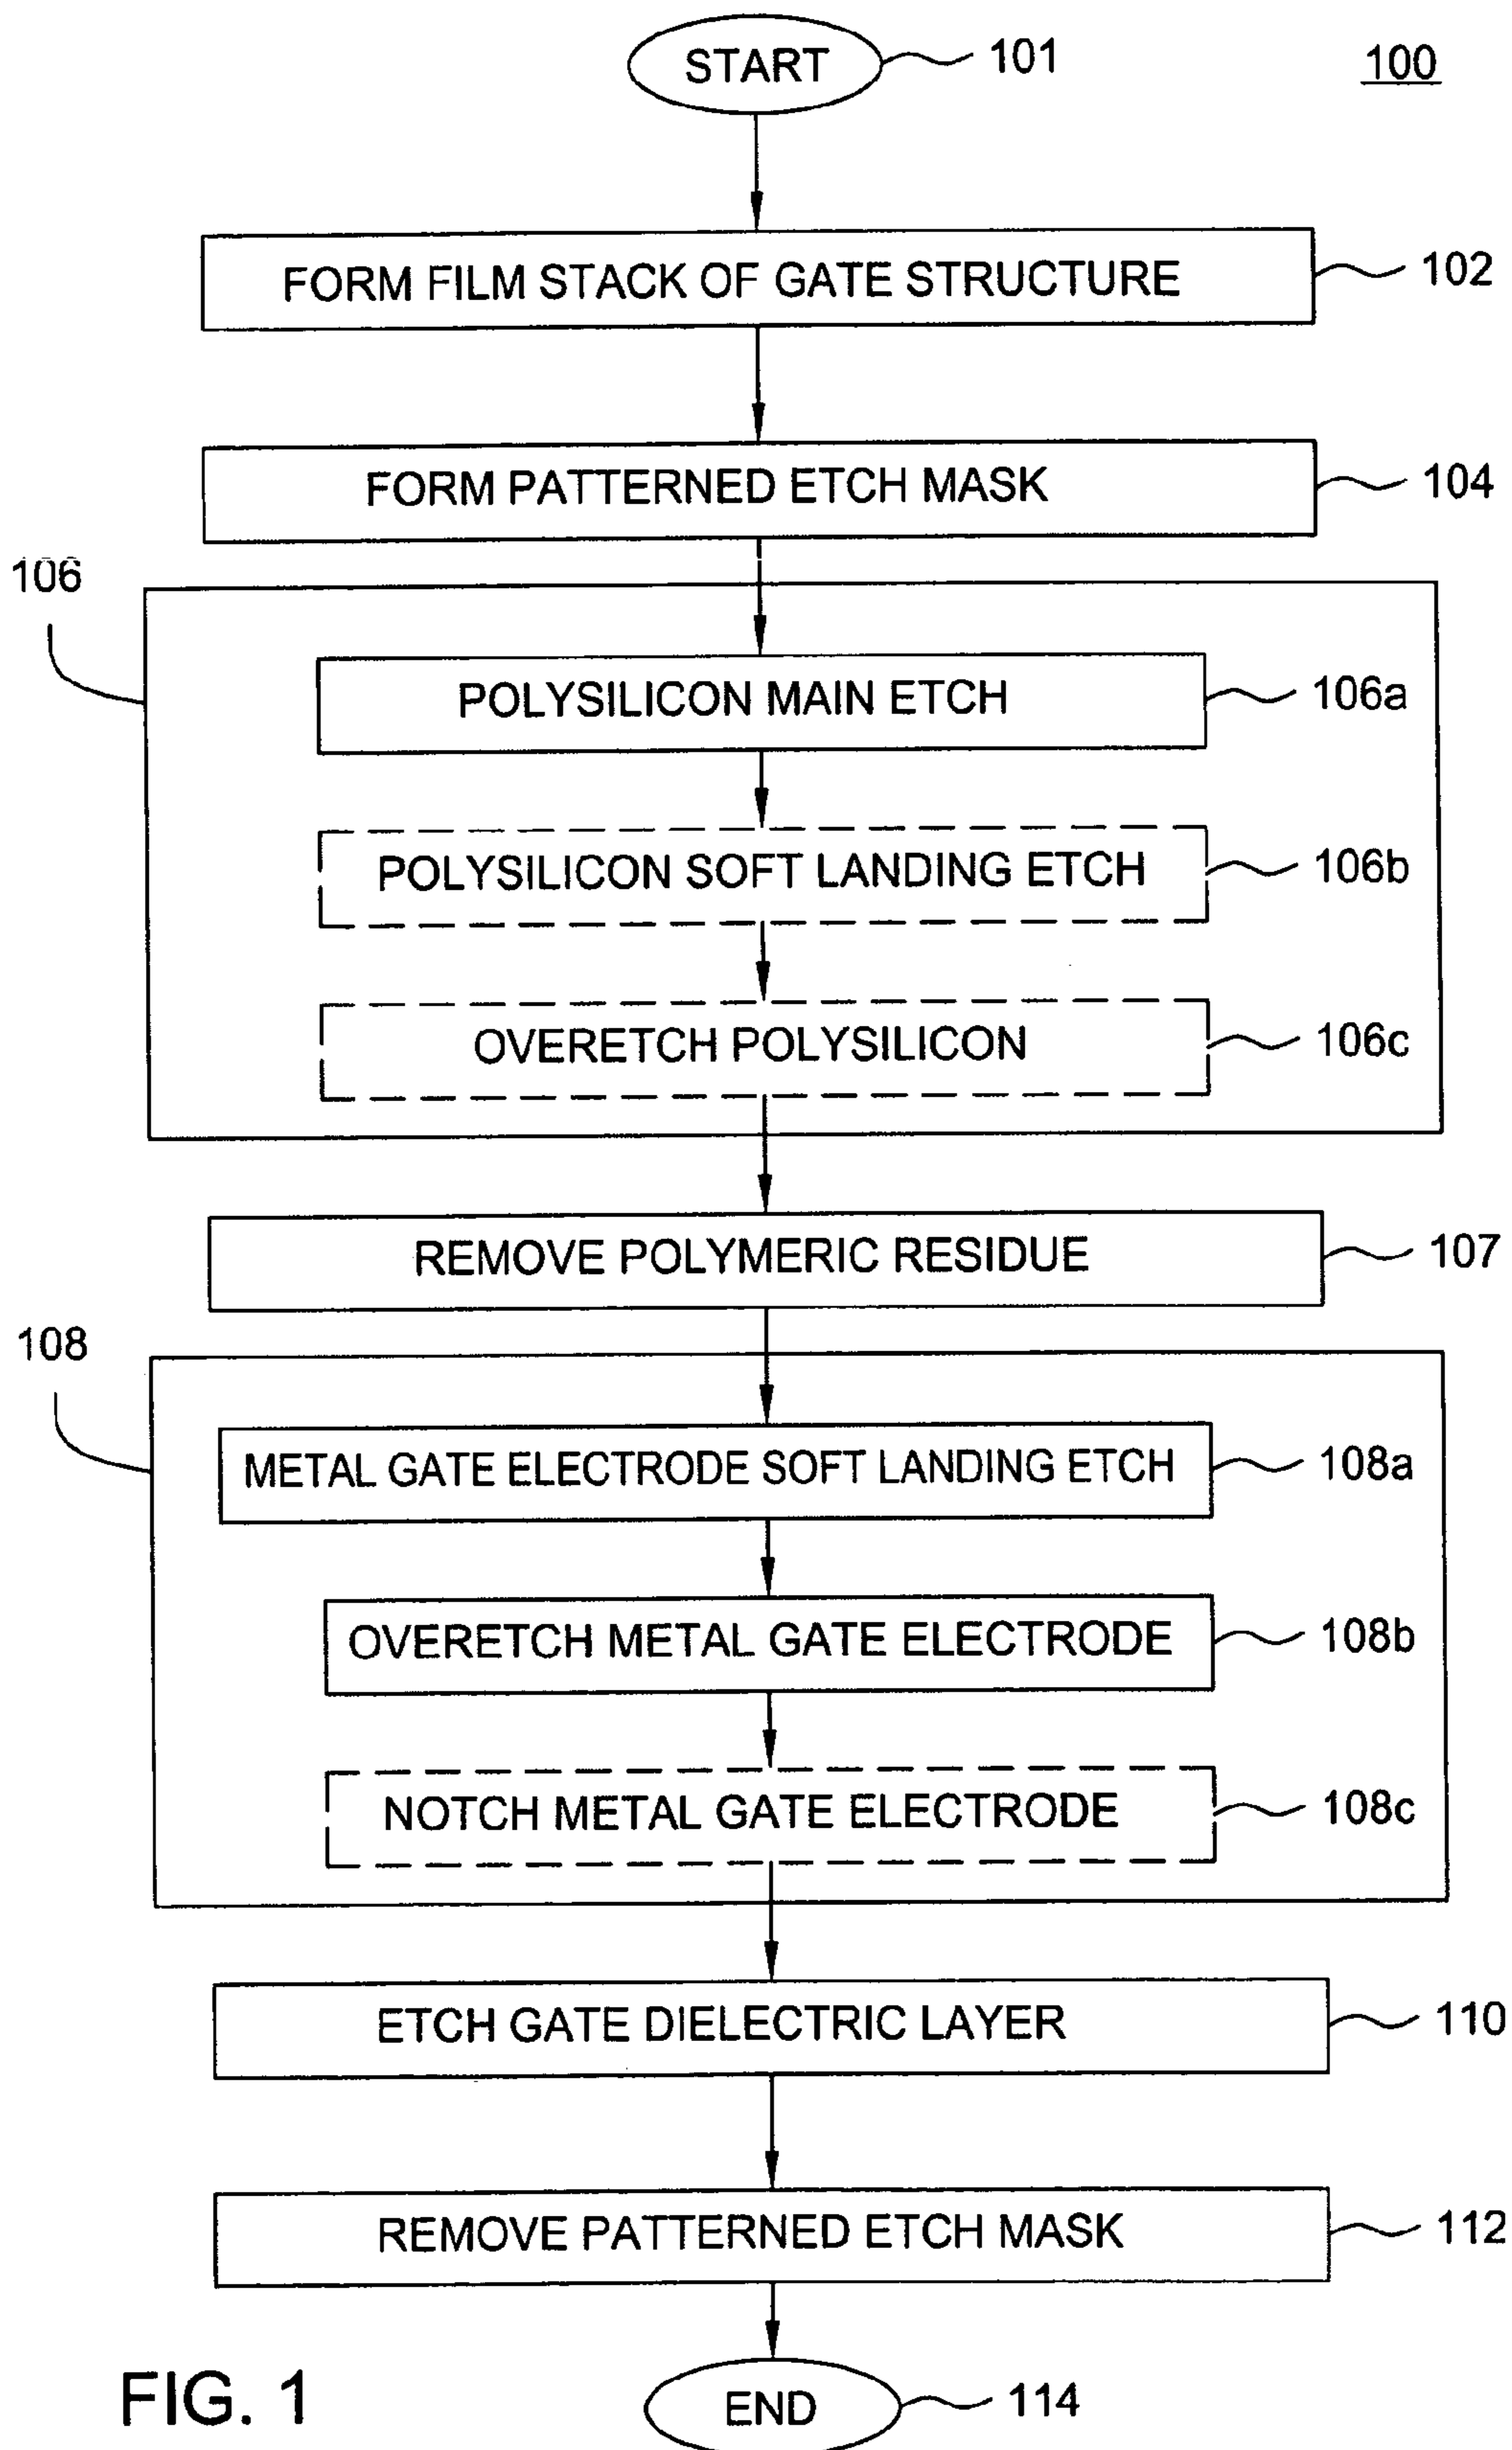 START
101
100
FORM FILM STACK OF GATE STRUCTURE
102
FORM PATTERNED ETCH MASK
104
106
POLYSILICON MAIN ETCH
106a
POLYSILICON SOFT LANDING ETCH
106b
OVERETCH POLYSILICON
106c
REMOVE POLYMERIC RESIDUE
107
108
METAL GATE ELECTRODE SOFT LANDING ETCH
108a
OVERETCH METAL GATE ELECTRODE
108b
NOTCH METAL GATE ELECTRODE
108c
ETCH GATE DIELECTRIC LAYER
110
REMOVE PATTERNED ETCH MASK
112
FIG. 1
END
114